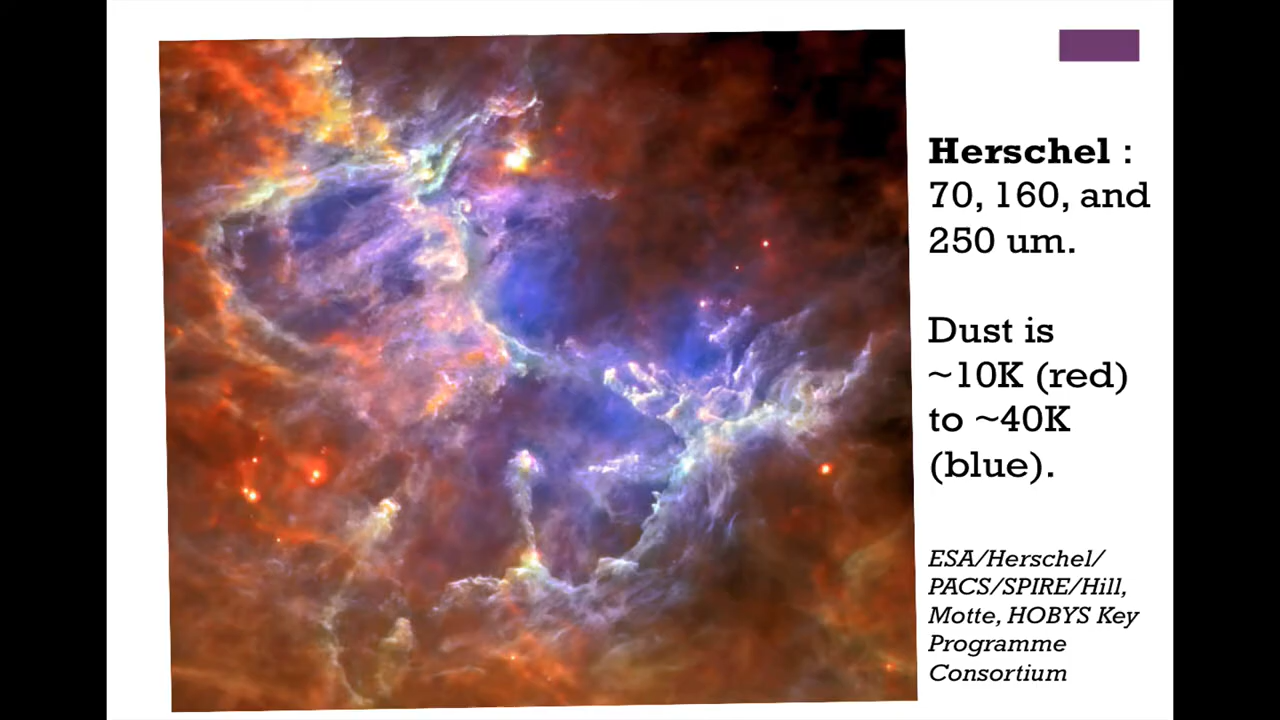 Herschel :
70, 160, and
250 um.
Dust is
~10K (red)
to ~40K
(blue).
ESA/Herschel/
PACS/SPIRE/Hill,
Motte, HOBYS Key
Programme
Consortium